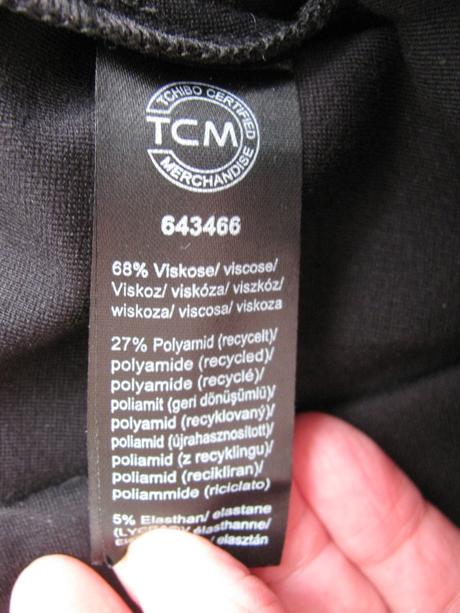 TCHIBO CERTIFIED
TCM
MERCHANDISE
643466
68% Viskose/ viscose/
Viskoz/ viskóza/ viszkóz/
wiskoza/ viscosa/ viskoza
27% Polyamid (recycelt)/
polyamide (recycled)/
polyamide (recyclé)/
poliamit (geri dönüşümlü)/
polyamid (recyklovaný)/
poliamid (újrahasznosított)/
poliamid (z recyklingu)/
poliamid (recikliran)/
poliammide (riciclato)
5% Elasthan/ elastane
élasthanne/
elasztán